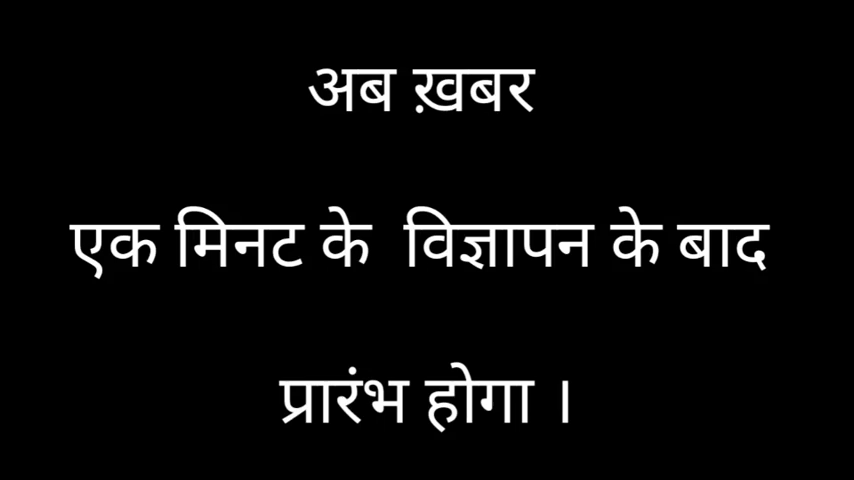 अब ख़बर
एक मिनट के विज्ञापन के बाद
प्रारंभ होगा ।